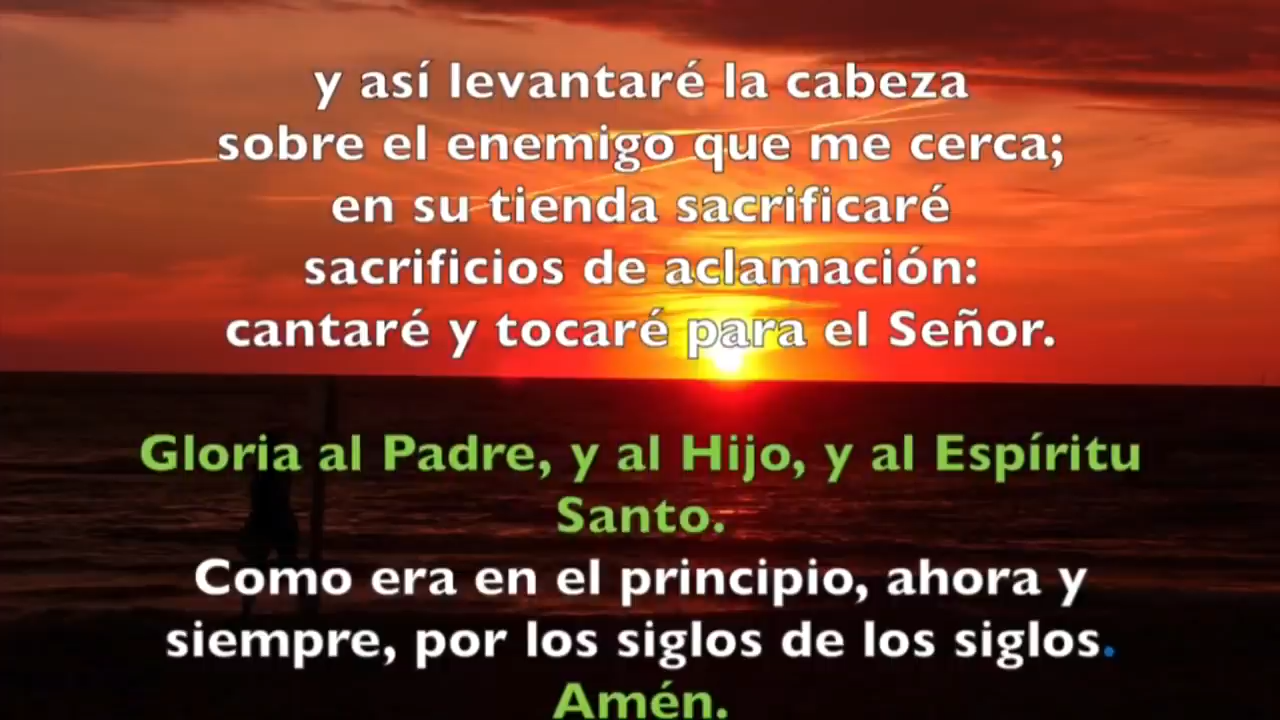 y así levantaré la cabeza
sobre el enemigo que me cerca;
en su tienda sacrificaré
sacrificios de aclamación:
cantaré y tocaré para el Señor.
Gloria al Padre, y al Hijo, y al Espíritu
Santo.
Como era en el principio, ahora y
siempre, por los siglos de los siglos.
Amén.